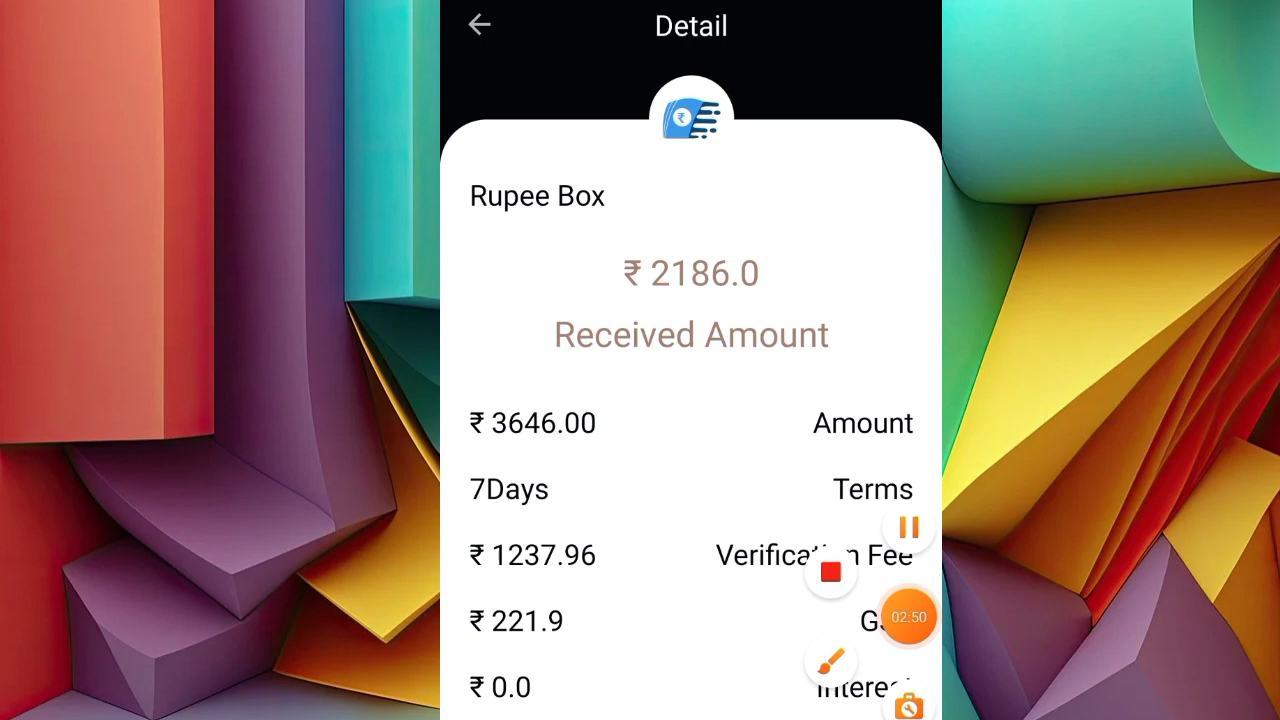 Detail
₹
Rupee Box
₹ 2186.0
Received Amount
₹ 3646.00 Amount
7Days Terms
₹ 1237.96 Fee
₹ 221.9
02:50
₹ 0.0